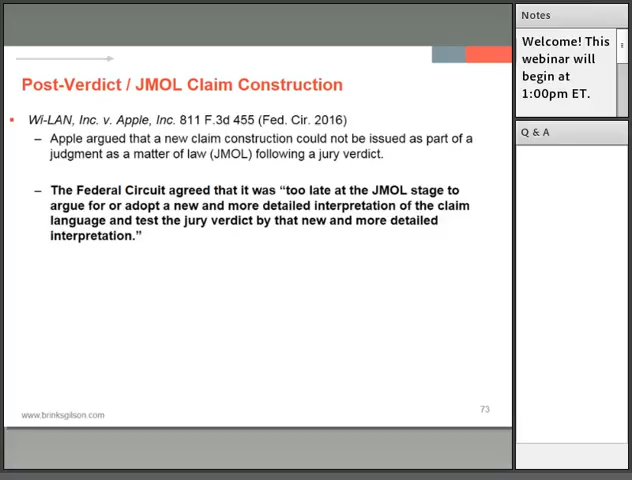 Post-Verdict / JMOL Claim Construction
Wi-LAN, Inc. v. Apple, Inc. 811 F.3d 455 (Fed. Cir. 2016)
– Apple argued that a new claim construction could not be issued as part of a
judgment as a matter of law (JMOL) following a jury verdict.
– The Federal Circuit agreed that it was “too late at the JMOL stage to
argue for or adopt a new and more detailed interpretation of the claim
language and test the jury verdict by that new and more detailed
interpretation.”
www.brinksgilson.com
73
Notes
Welcome! This
webinar will
begin at
1:00pm ET.
Q & A